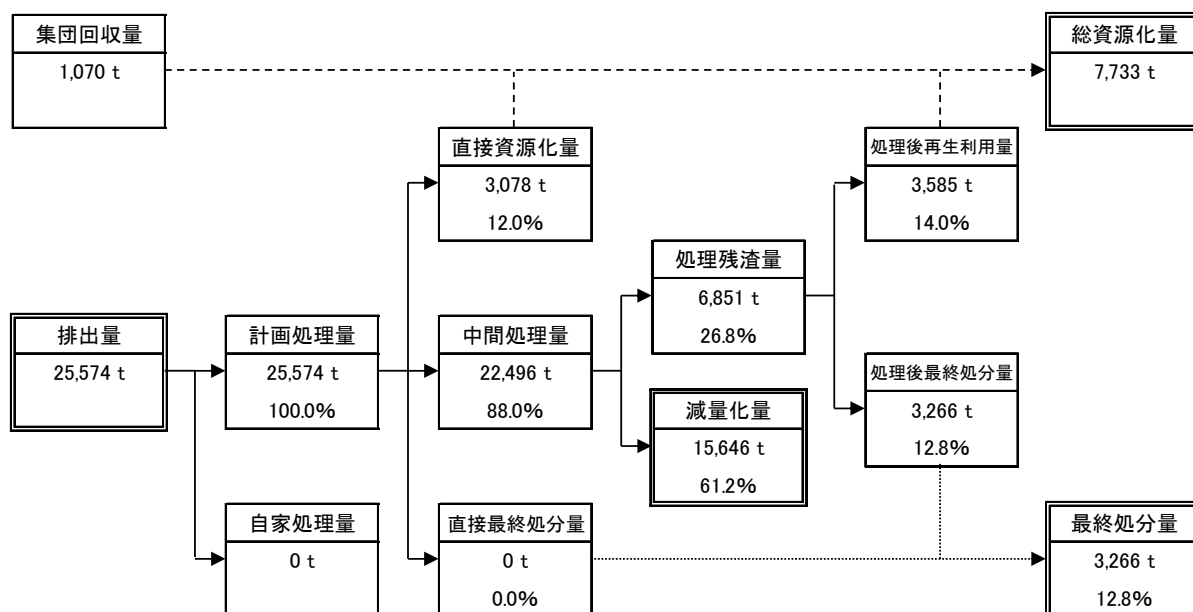 集団回収量
1,070 t
総資源化量
7,733 t
直接資源化量
3,078 t
12.0%
処理後再生利用量
3,585 t
14.0%
処理残渣量
6,851 t
26.8%
排出量
25,574 t
計画処理量
25,574 t
100.0%
中間処理量
22,496 t
88.0%
減量化量
15,646 t
61.2%
処理後最終処分量
3,266 t
12.8%
自家処理量
0 t
直接最終処分量
0 t
0.0%
最終処分量
3,266 t
12.8%